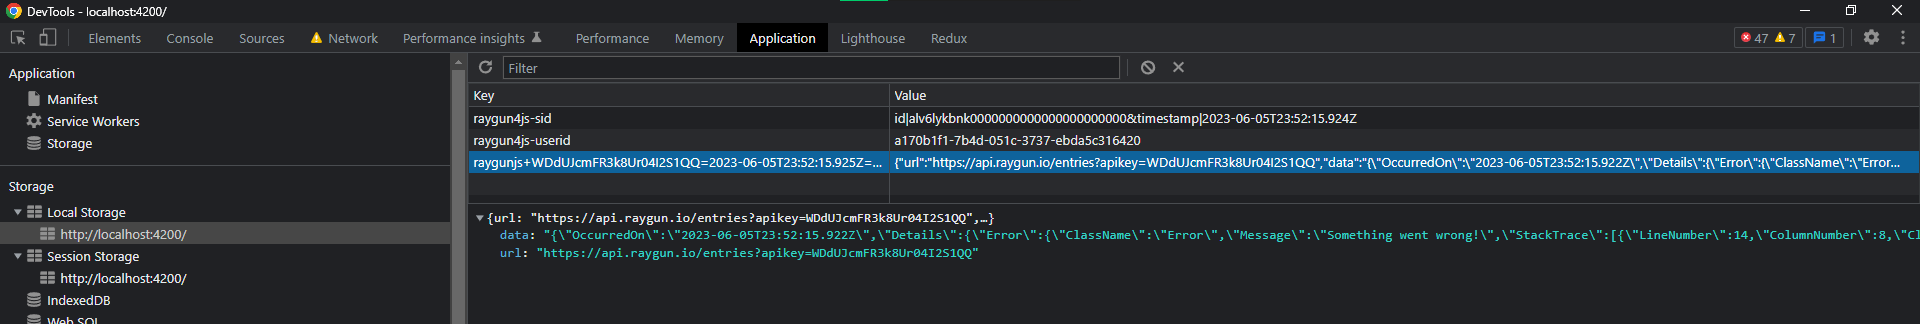 DevTools - localhost:4200/
Elements Console Sources Network Performance insights Performance Memory Application Lighthouse Redux 47 7 1
Application
Manifest
Service Workers
Storage
Storage
Local Storage
http://localhost:4200/
Session Storage
http://localhost:4200/
IndexedDB
Web SQL
Filter
Key Value
raygun4js-sid id|alv6lykbnk00000000000000000000000&timestamp|2023-06-05T23:52:15.924Z
raygun4js-userid a170b1f1-7b4d-051c-3737-ebda5c316420
raygunjs+WDdUJcmFR3k8Ur04I2S1QQ=2023-06-05T23:52:15.925Z=... {"url":"https://api.raygun.io/entries?apikey=WDdUJcmFR3k8Ur04I2S1QQ","data":"{\"OccurredOn\":\"2023-06-05T23:52:15.922Z\",\"Details\":{\"Error\":{\"ClassName\":\"Error...
{url: "https://api.raygun.io/entries?apikey=WDdUJcmFR3k8Ur04I2S1QQ",…}
data: "{\"OccurredOn\":\"2023-06-05T23:52:15.922Z\",\"Details\":{\"Error\":{\"ClassName\":\"Error\",\"Message\":\"Something went wrong!\",\"StackTrace\":[{\"LineNumber\":14,\"ColumnNumber\":8,\"Cl
url: "https://api.raygun.io/entries?apikey=WDdUJcmFR3k8Ur04I2S1QQ"